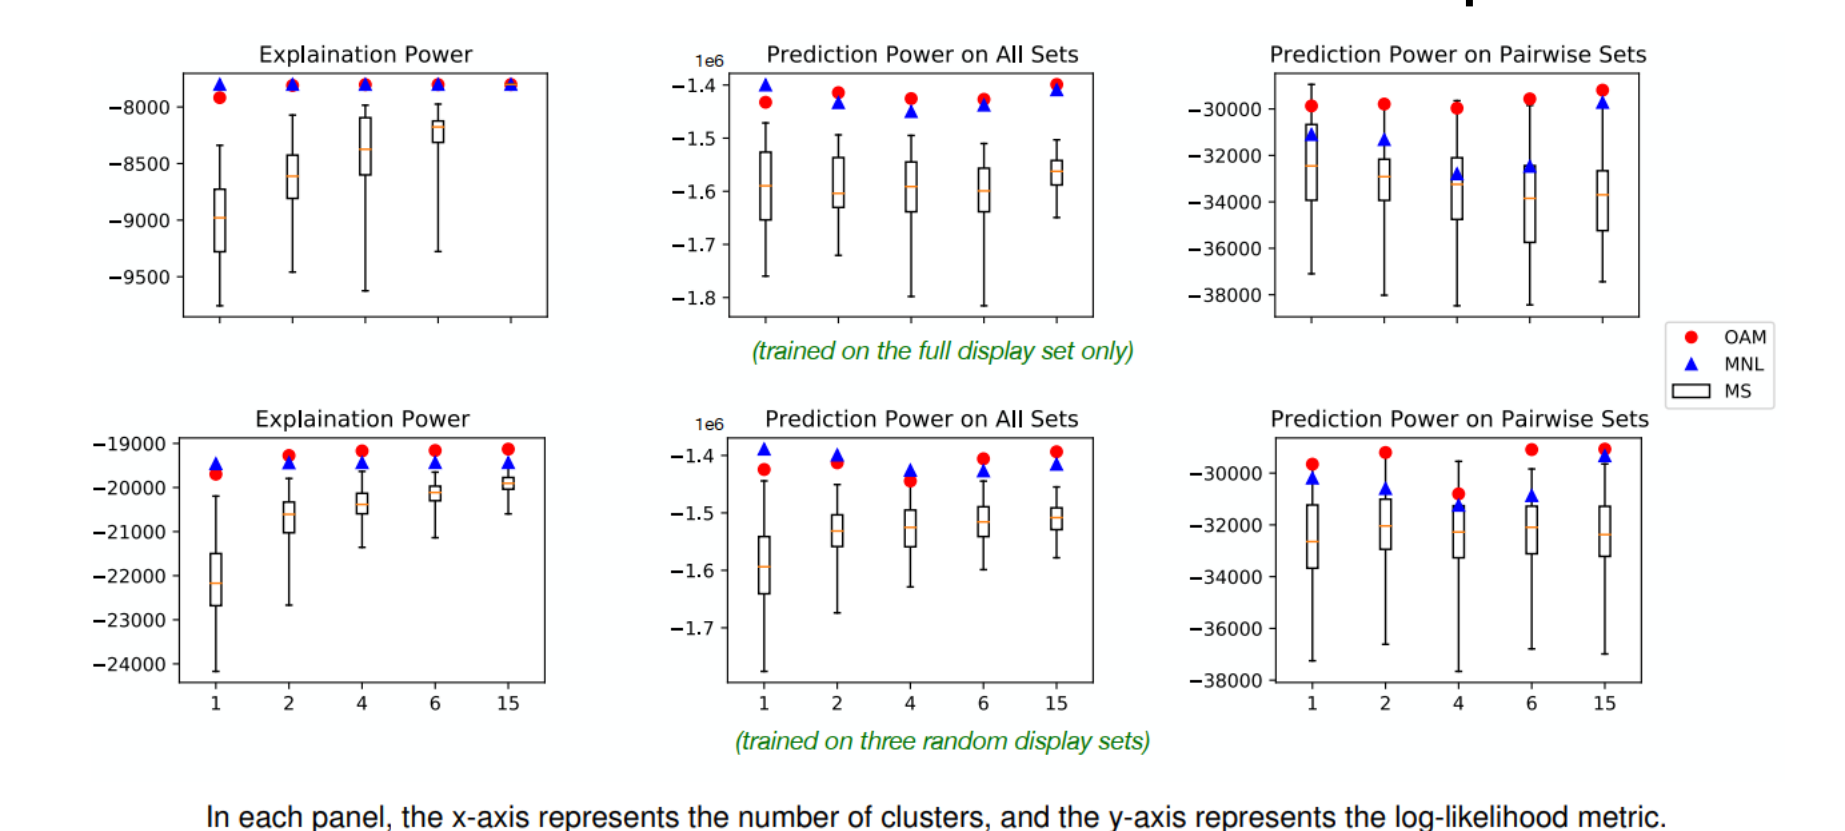 Explaination Power
−8000
−8500
−9000
−9500
Prediction Power on All Sets
1e6
−1.4
−1.5
−1.6
−1.7
−1.8
Prediction Power on Pairwise Sets
−30000
−32000
−34000
−36000
−38000
(trained on the full display set only)
OAM
MNL
MS
Explaination Power
−19000
−20000
−21000
−22000
−23000
−24000
1 2 4 6 15
Prediction Power on All Sets
1e6
−1.4
−1.5
−1.6
−1.7
1 2 4 6 15
Prediction Power on Pairwise Sets
−30000
−32000
−34000
−36000
−38000
1 2 4 6 15
(trained on three random display sets)
In each panel, the x-axis represents the number of clusters, and the y-axis represents the log-likelihood metric.